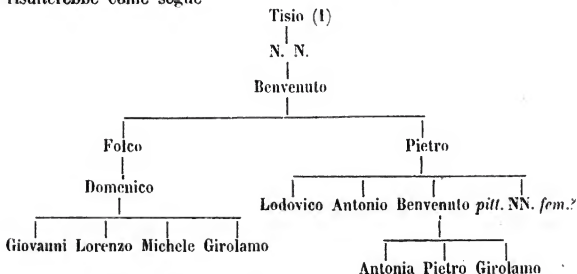 risulterebbe come segue
Tisio (1)
N. N.
Benvenuto
Folco Pietro
Domenico
Lodovico Antonio Benvenuto pitt. NN. fem.?
Giovanni Lorenzo Michele Girolamo
Antonia Pietro Girolamo